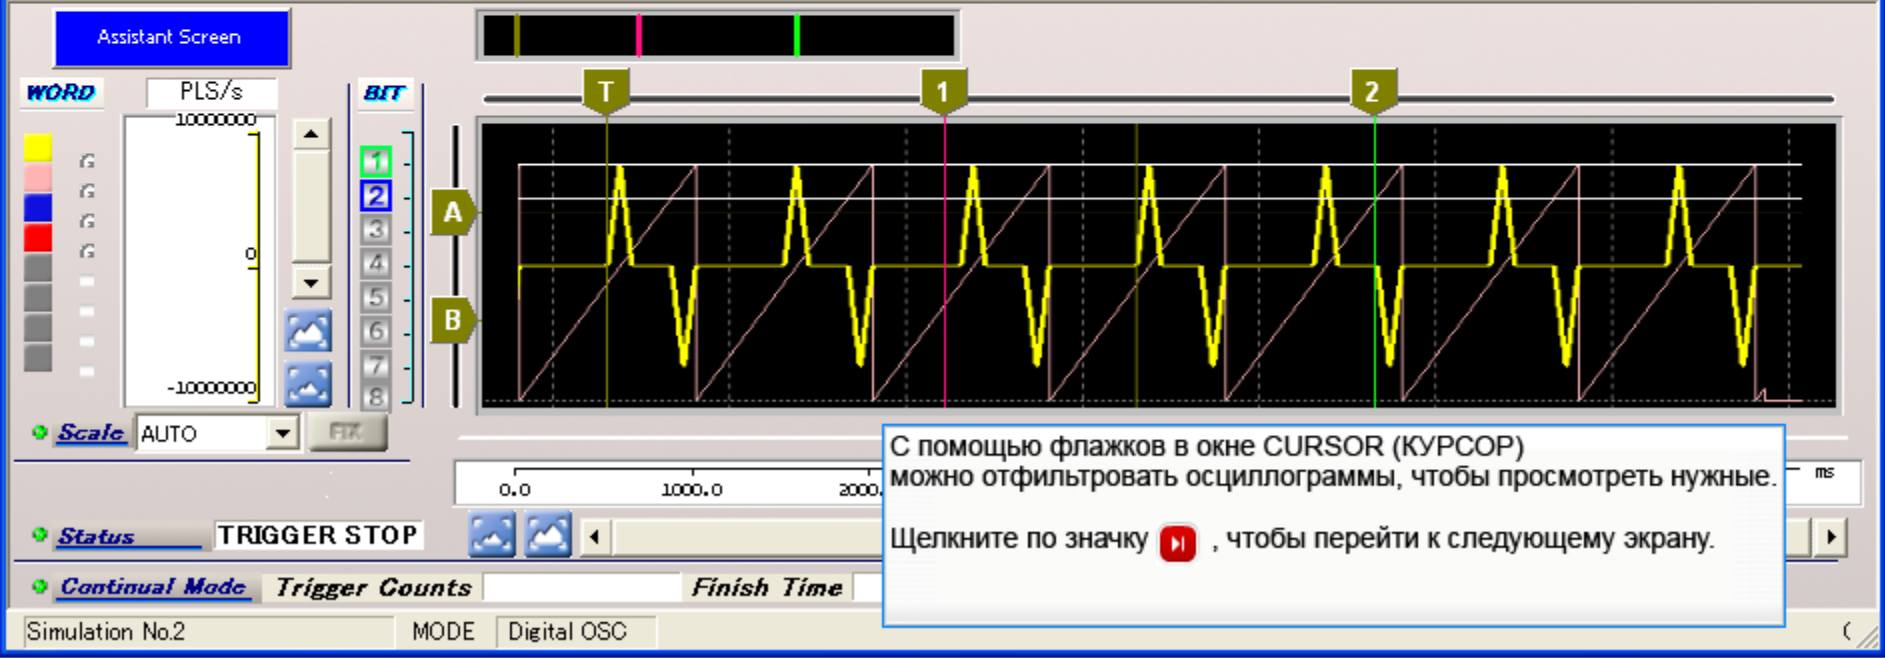 Assistant Screen
WORD
PLS/s
BIT
T
1
2
10000000
G
G
G
G
0
-10000000
1
2
3
4
5
6
7
8
A
B
Scale
AUTO
FIX
0.0
1000.0
2000.
ms
С помощью флажков в окне CURSOR (КУРСОР)
можно отфильтровать осциллограммы, чтобы просмотреть нужные.
Щелкните по значку , чтобы перейти к следующему экрану.
Status
TRIGGER STOP
Continual Mode
Trigger Counts
Finish Time
Simulation No.2
MODE
Digital OSC
(